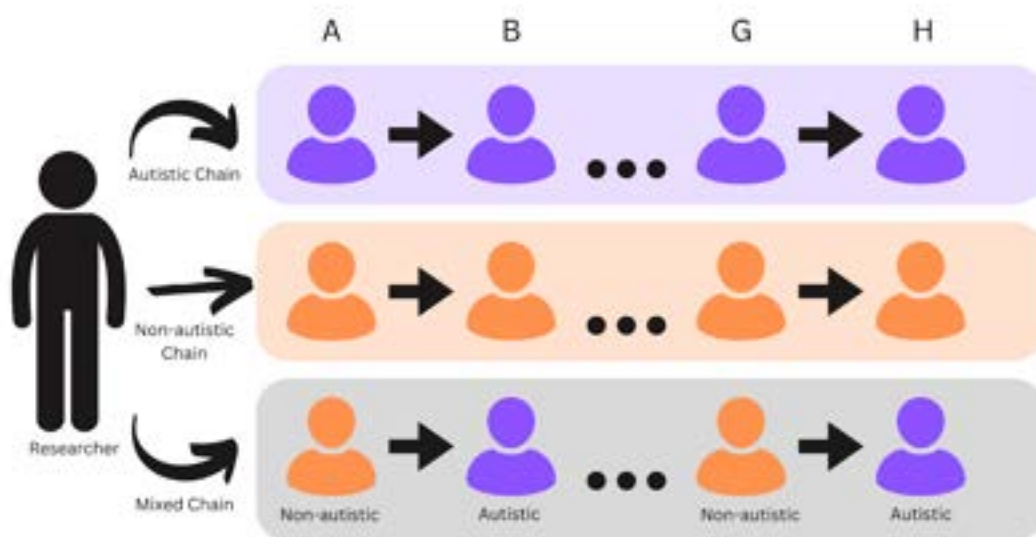 A B G H
Autistic Chain
Non-autistic
Chain
Researcher
Mixed Chain
Non-autistic Autistic Non-autistic Autistic